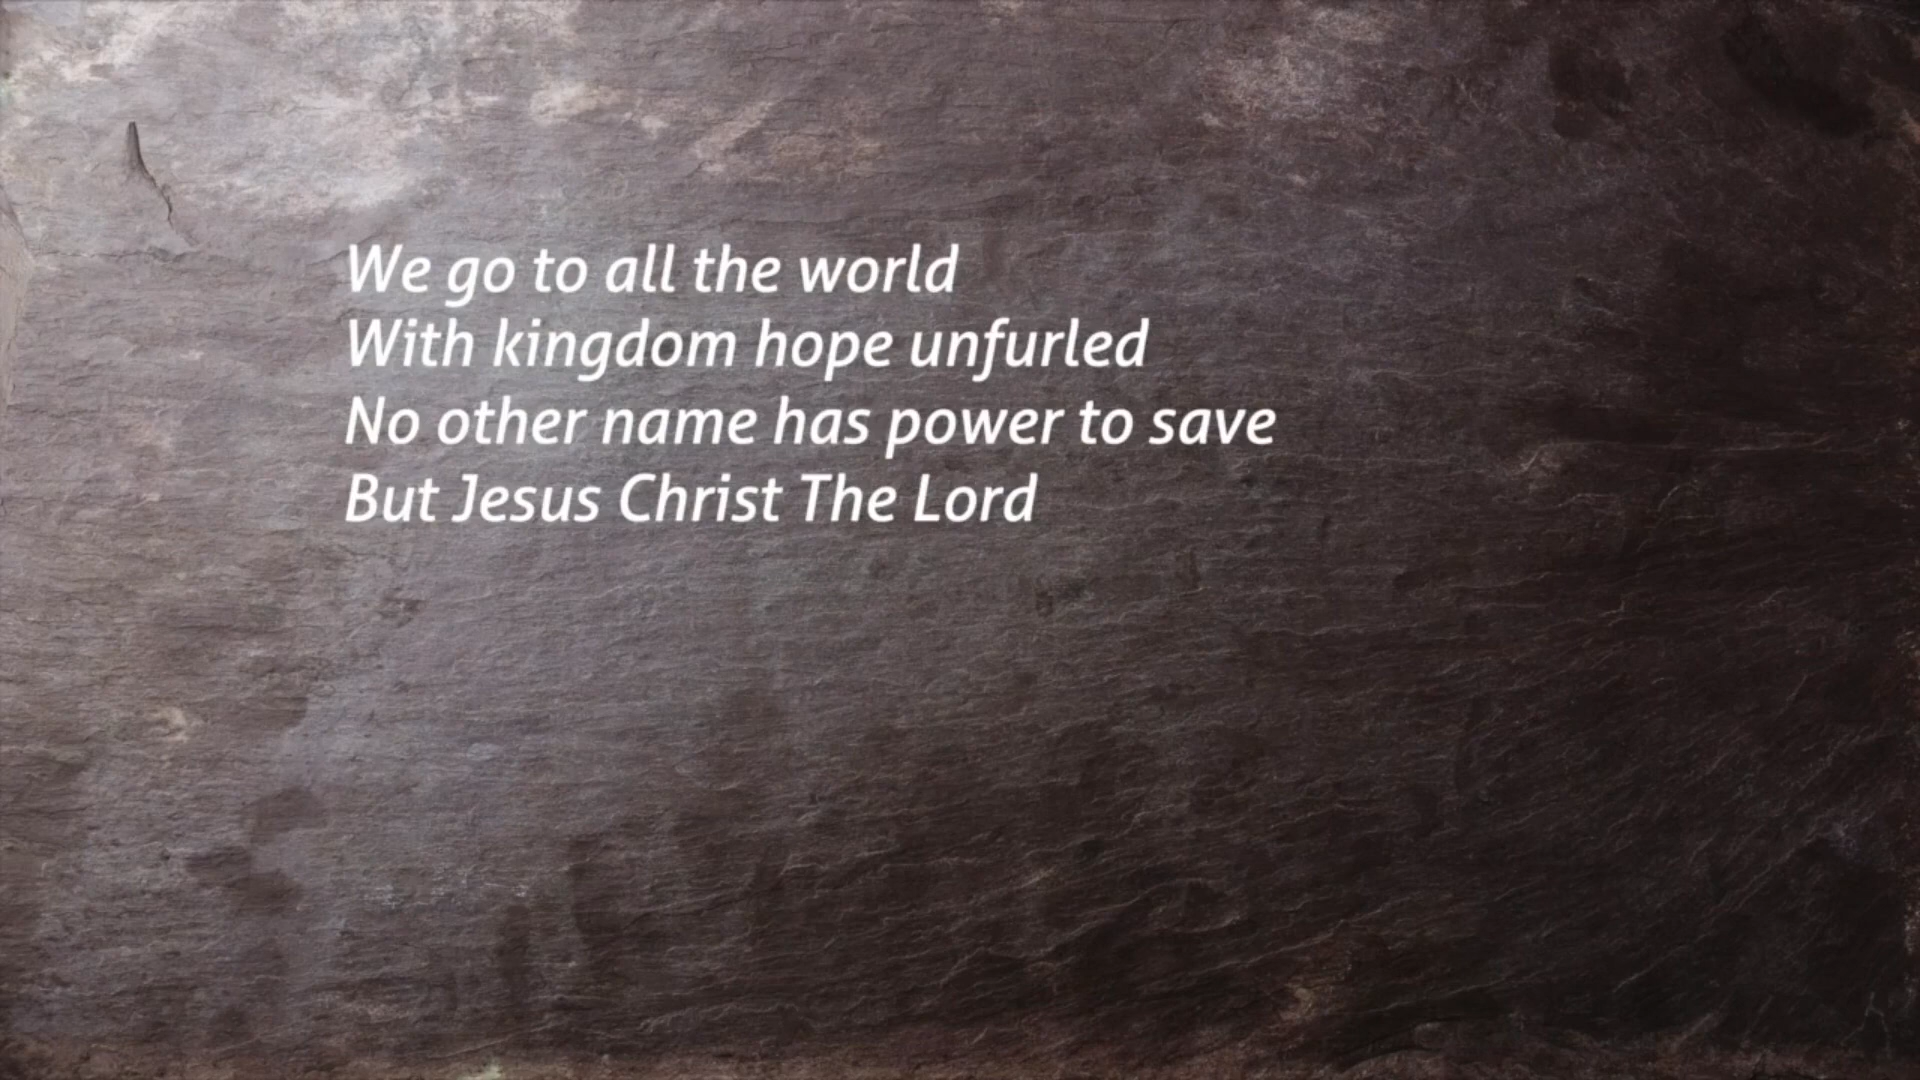 We go to all the world
With kingdom hope unfurled
No other name has power to save
But Jesus Christ The Lord